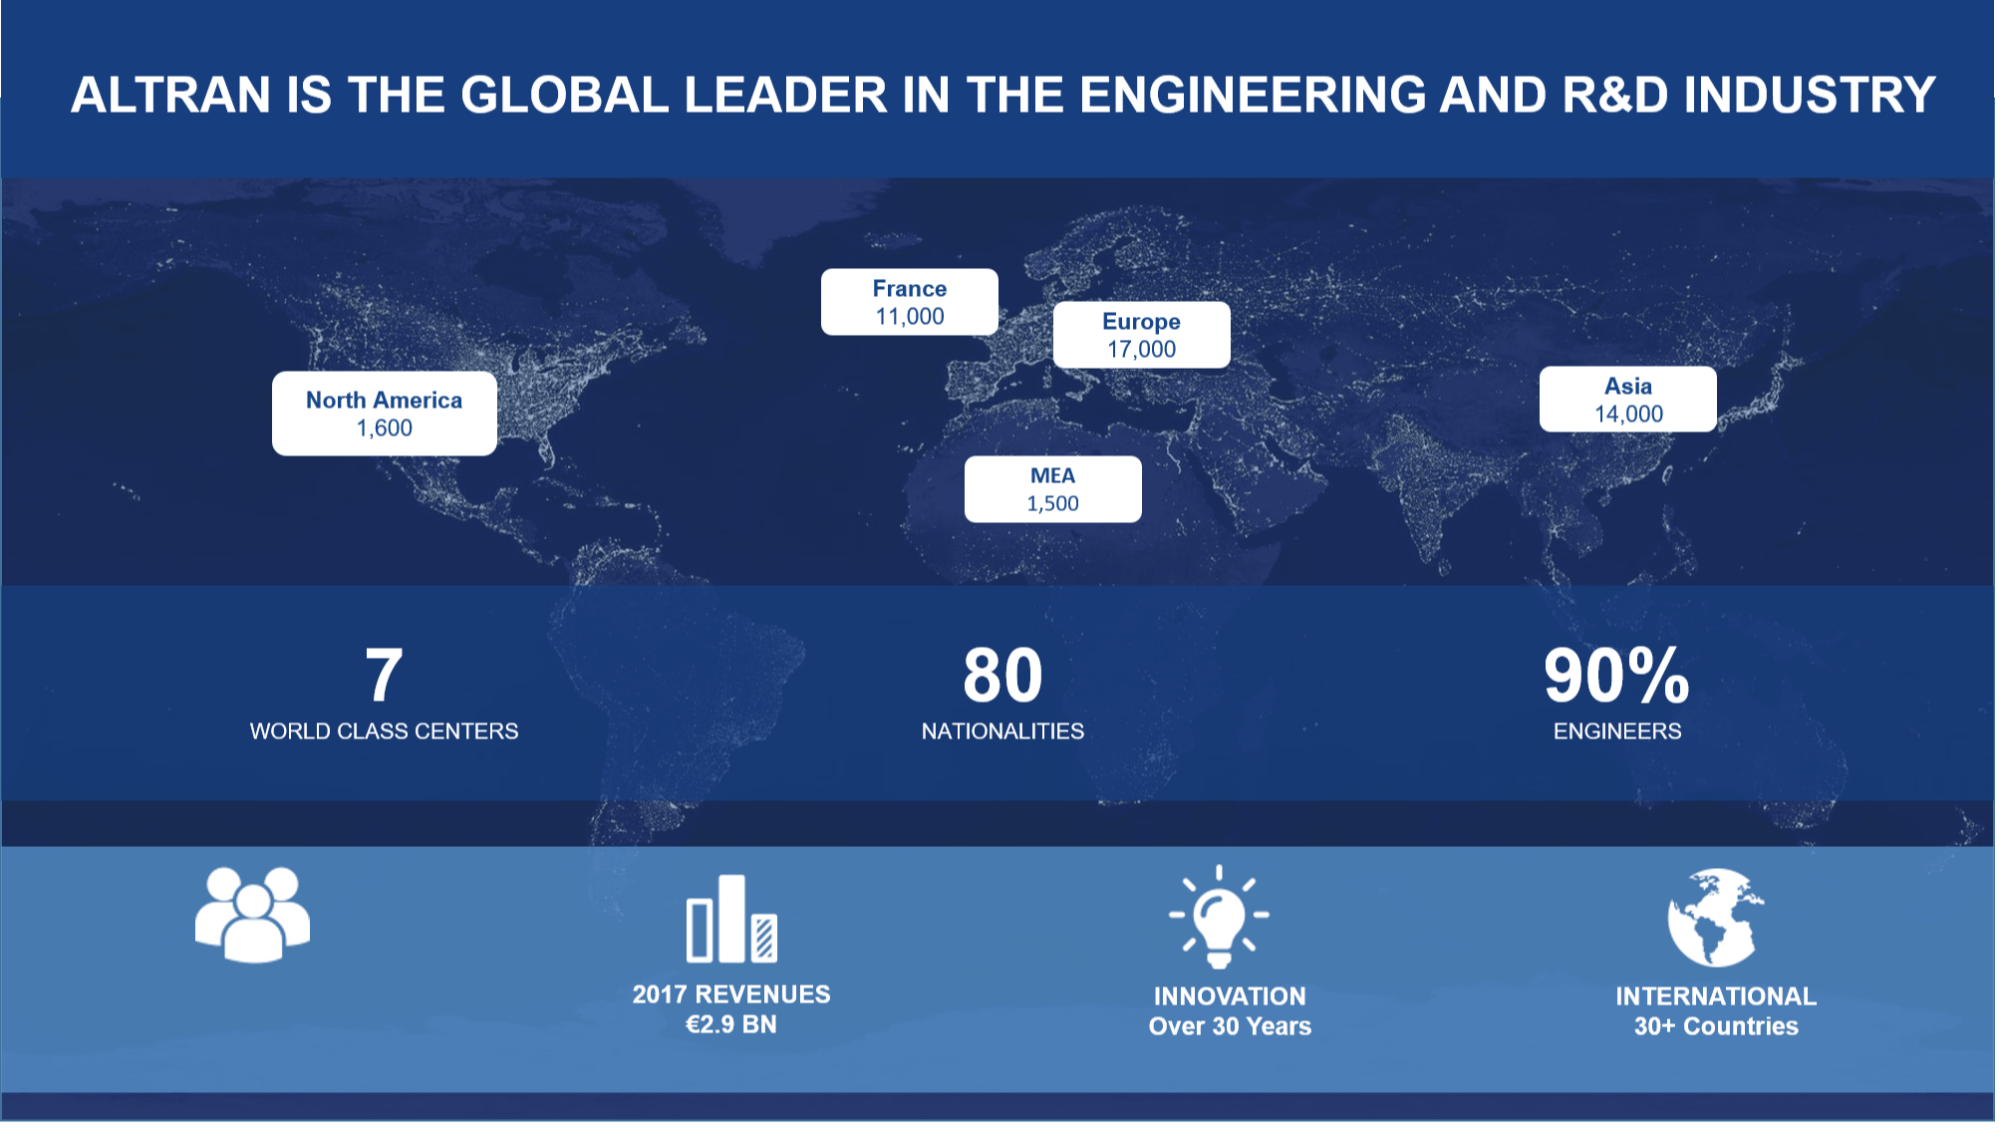 ALTRAN IS THE GLOBAL LEADER IN THE ENGINEERING AND R&D INDUSTRY
France
11,000
Europe
17,000
North America
1,600
Asia
14,000
MEA
1,500
7
WORLD CLASS CENTERS
80
NATIONALITIES
90%
ENGINEERS
2017 REVENUES
€2.9 BN
INNOVATION
Over 30 Years
INTERNATIONAL
30+ Countries